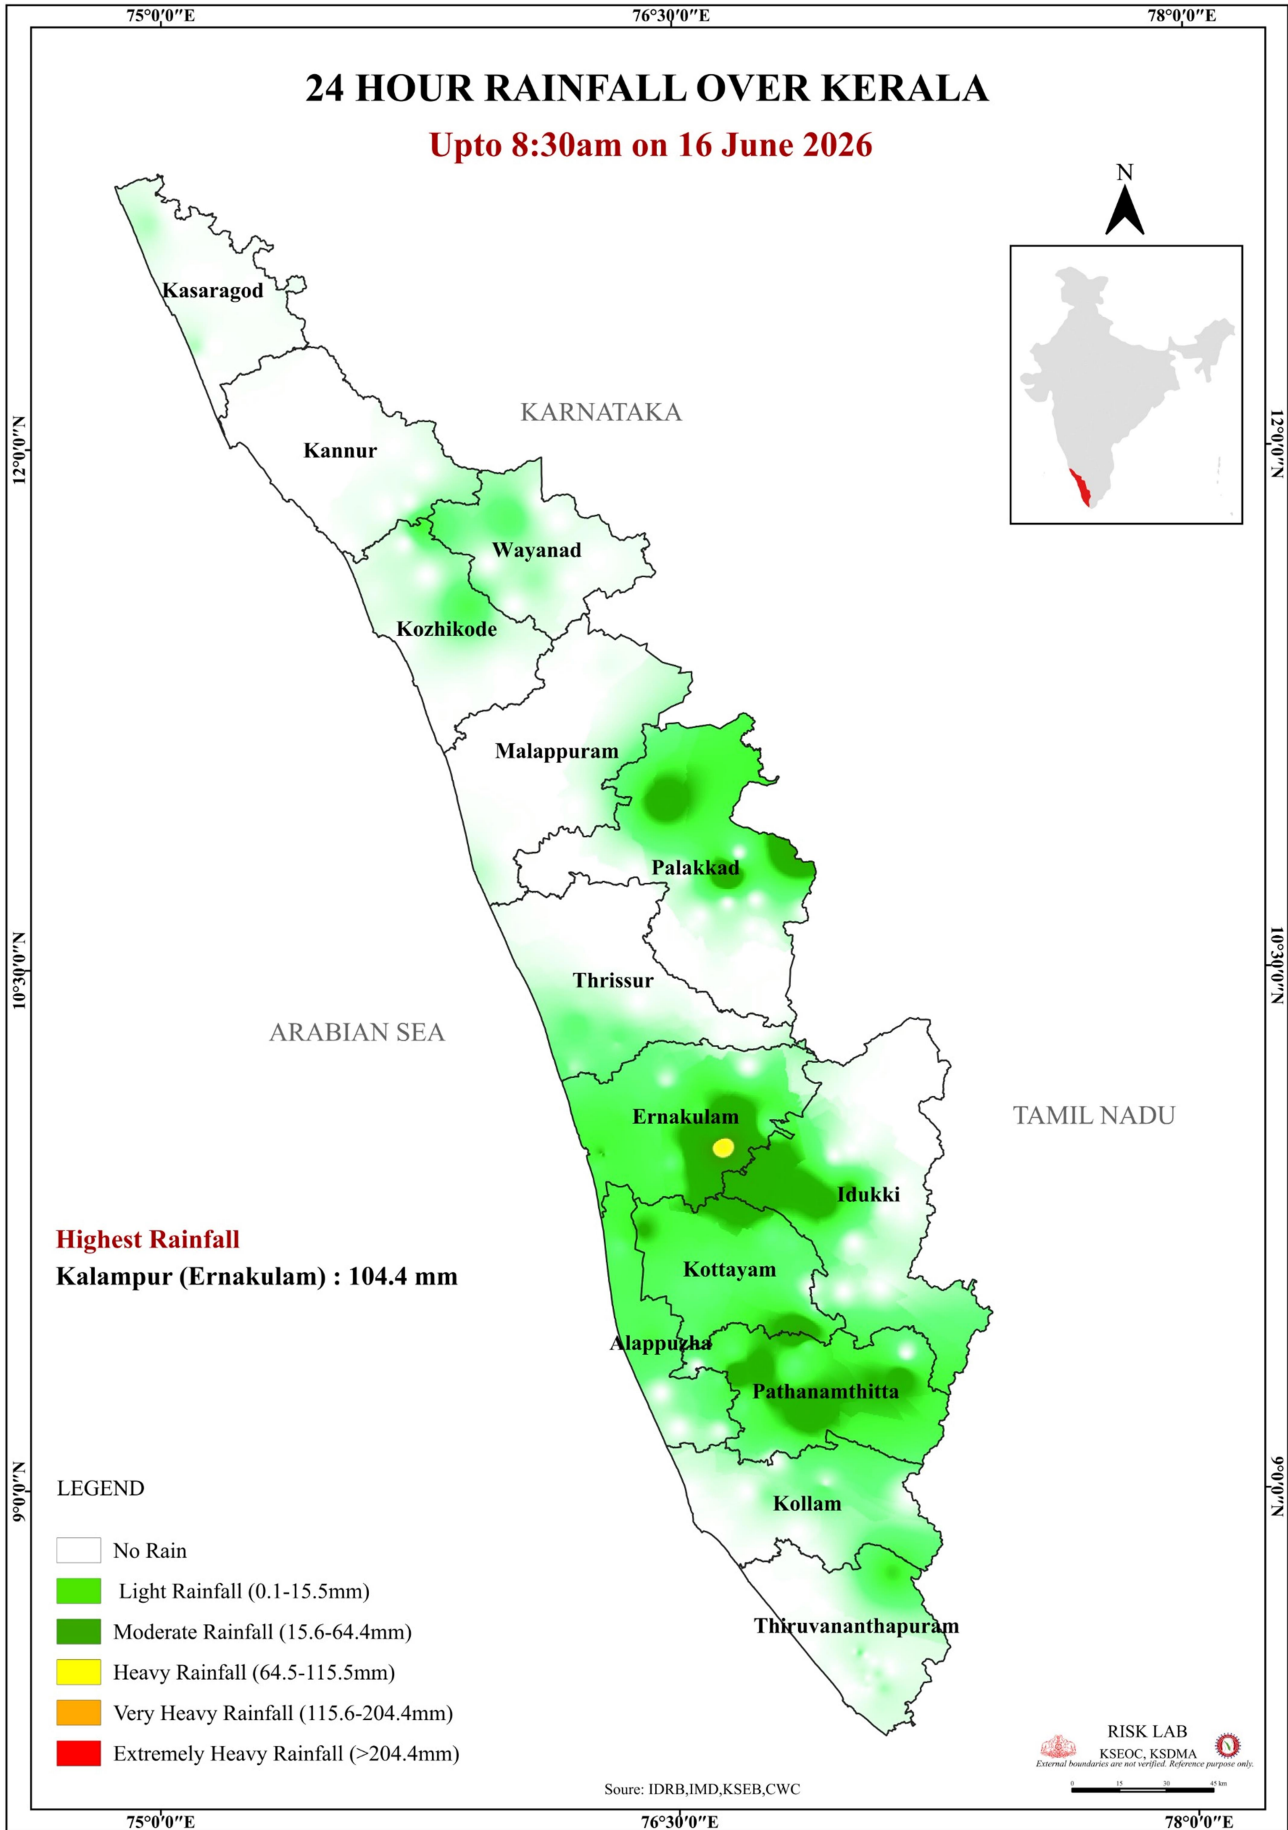 75°0'0"E 76°30'0"E 78°0'0"E
24 HOUR RAINFALL OVER KERALA
Upto 8:30am on 16 June 2026
N
Kasaragod
KARNATAKA
12°0'0"N 12°0'0"N
Kannur
Wayanad
Kozhikode
Malappuram
Palakkad
10°30'0"N 10°30'0"N
Thrissur
ARABIAN SEA
Ernakulam
TAMIL NADU
Idukki
Highest Rainfall
Kalampur (Ernakulam) : 104.4 mm
Kottayam
Alappuzha
Pathanamthitta
9°0'0"N 9°0'0"N
Kollam
Thiruvananthapuram
LEGEND
No Rain
Light Rainfall (0.1-15.5mm)
Moderate Rainfall (15.6-64.4mm)
Heavy Rainfall (64.5-115.5mm)
Very Heavy Rainfall (115.6-204.4mm)
Extremely Heavy Rainfall (>204.4mm)
RISK LAB
KSEOC, KSDMA
External boundaries are not verified. Reference purpose only.
0 15 30 45 km
Soure: IDRB,IMD,KSEB,CWC
75°0'0"E 76°30'0"E 78°0'0"E